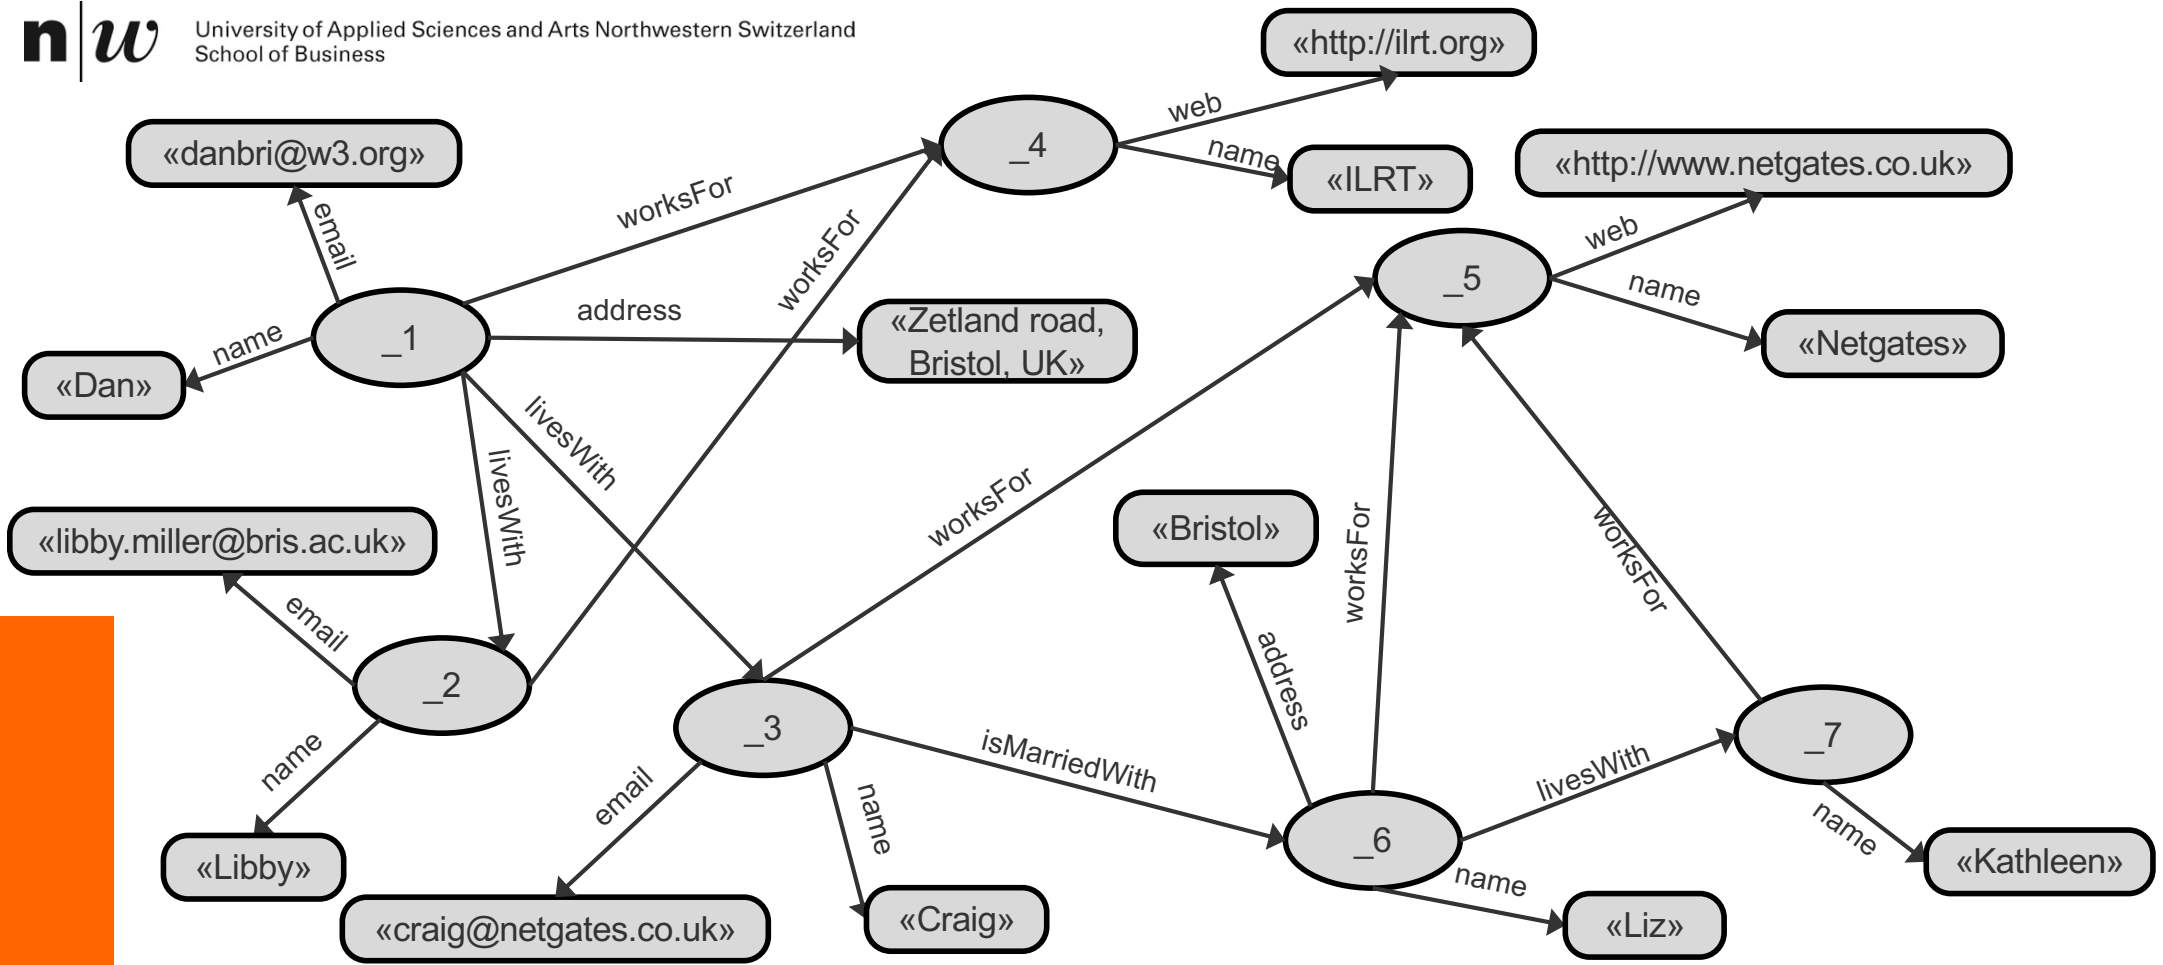 n w
University of Applied Sciences and Arts Northwestern Switzerland
School of Business
«http://ilrt.org»
web
_4
name
«ILRT»
«danbri@w3.org»
email
worksFor
worksFor
«http://www.netgates.co.uk»
web
_5
name
«Netgates»
_1
address
«Zetland road,
Bristol, UK»
name
«Dan»
livesWith
livesWith
worksFor
«Bristol»
worksFor
worksFor
«libby.miller@bris.ac.uk»
email
_2
name
«Libby»
_3
isMarriedWith
address
email
name
«craig@netgates.co.uk»
«Craig»
_6
livesWith
_7
name
«Kathleen»
name
«Liz»